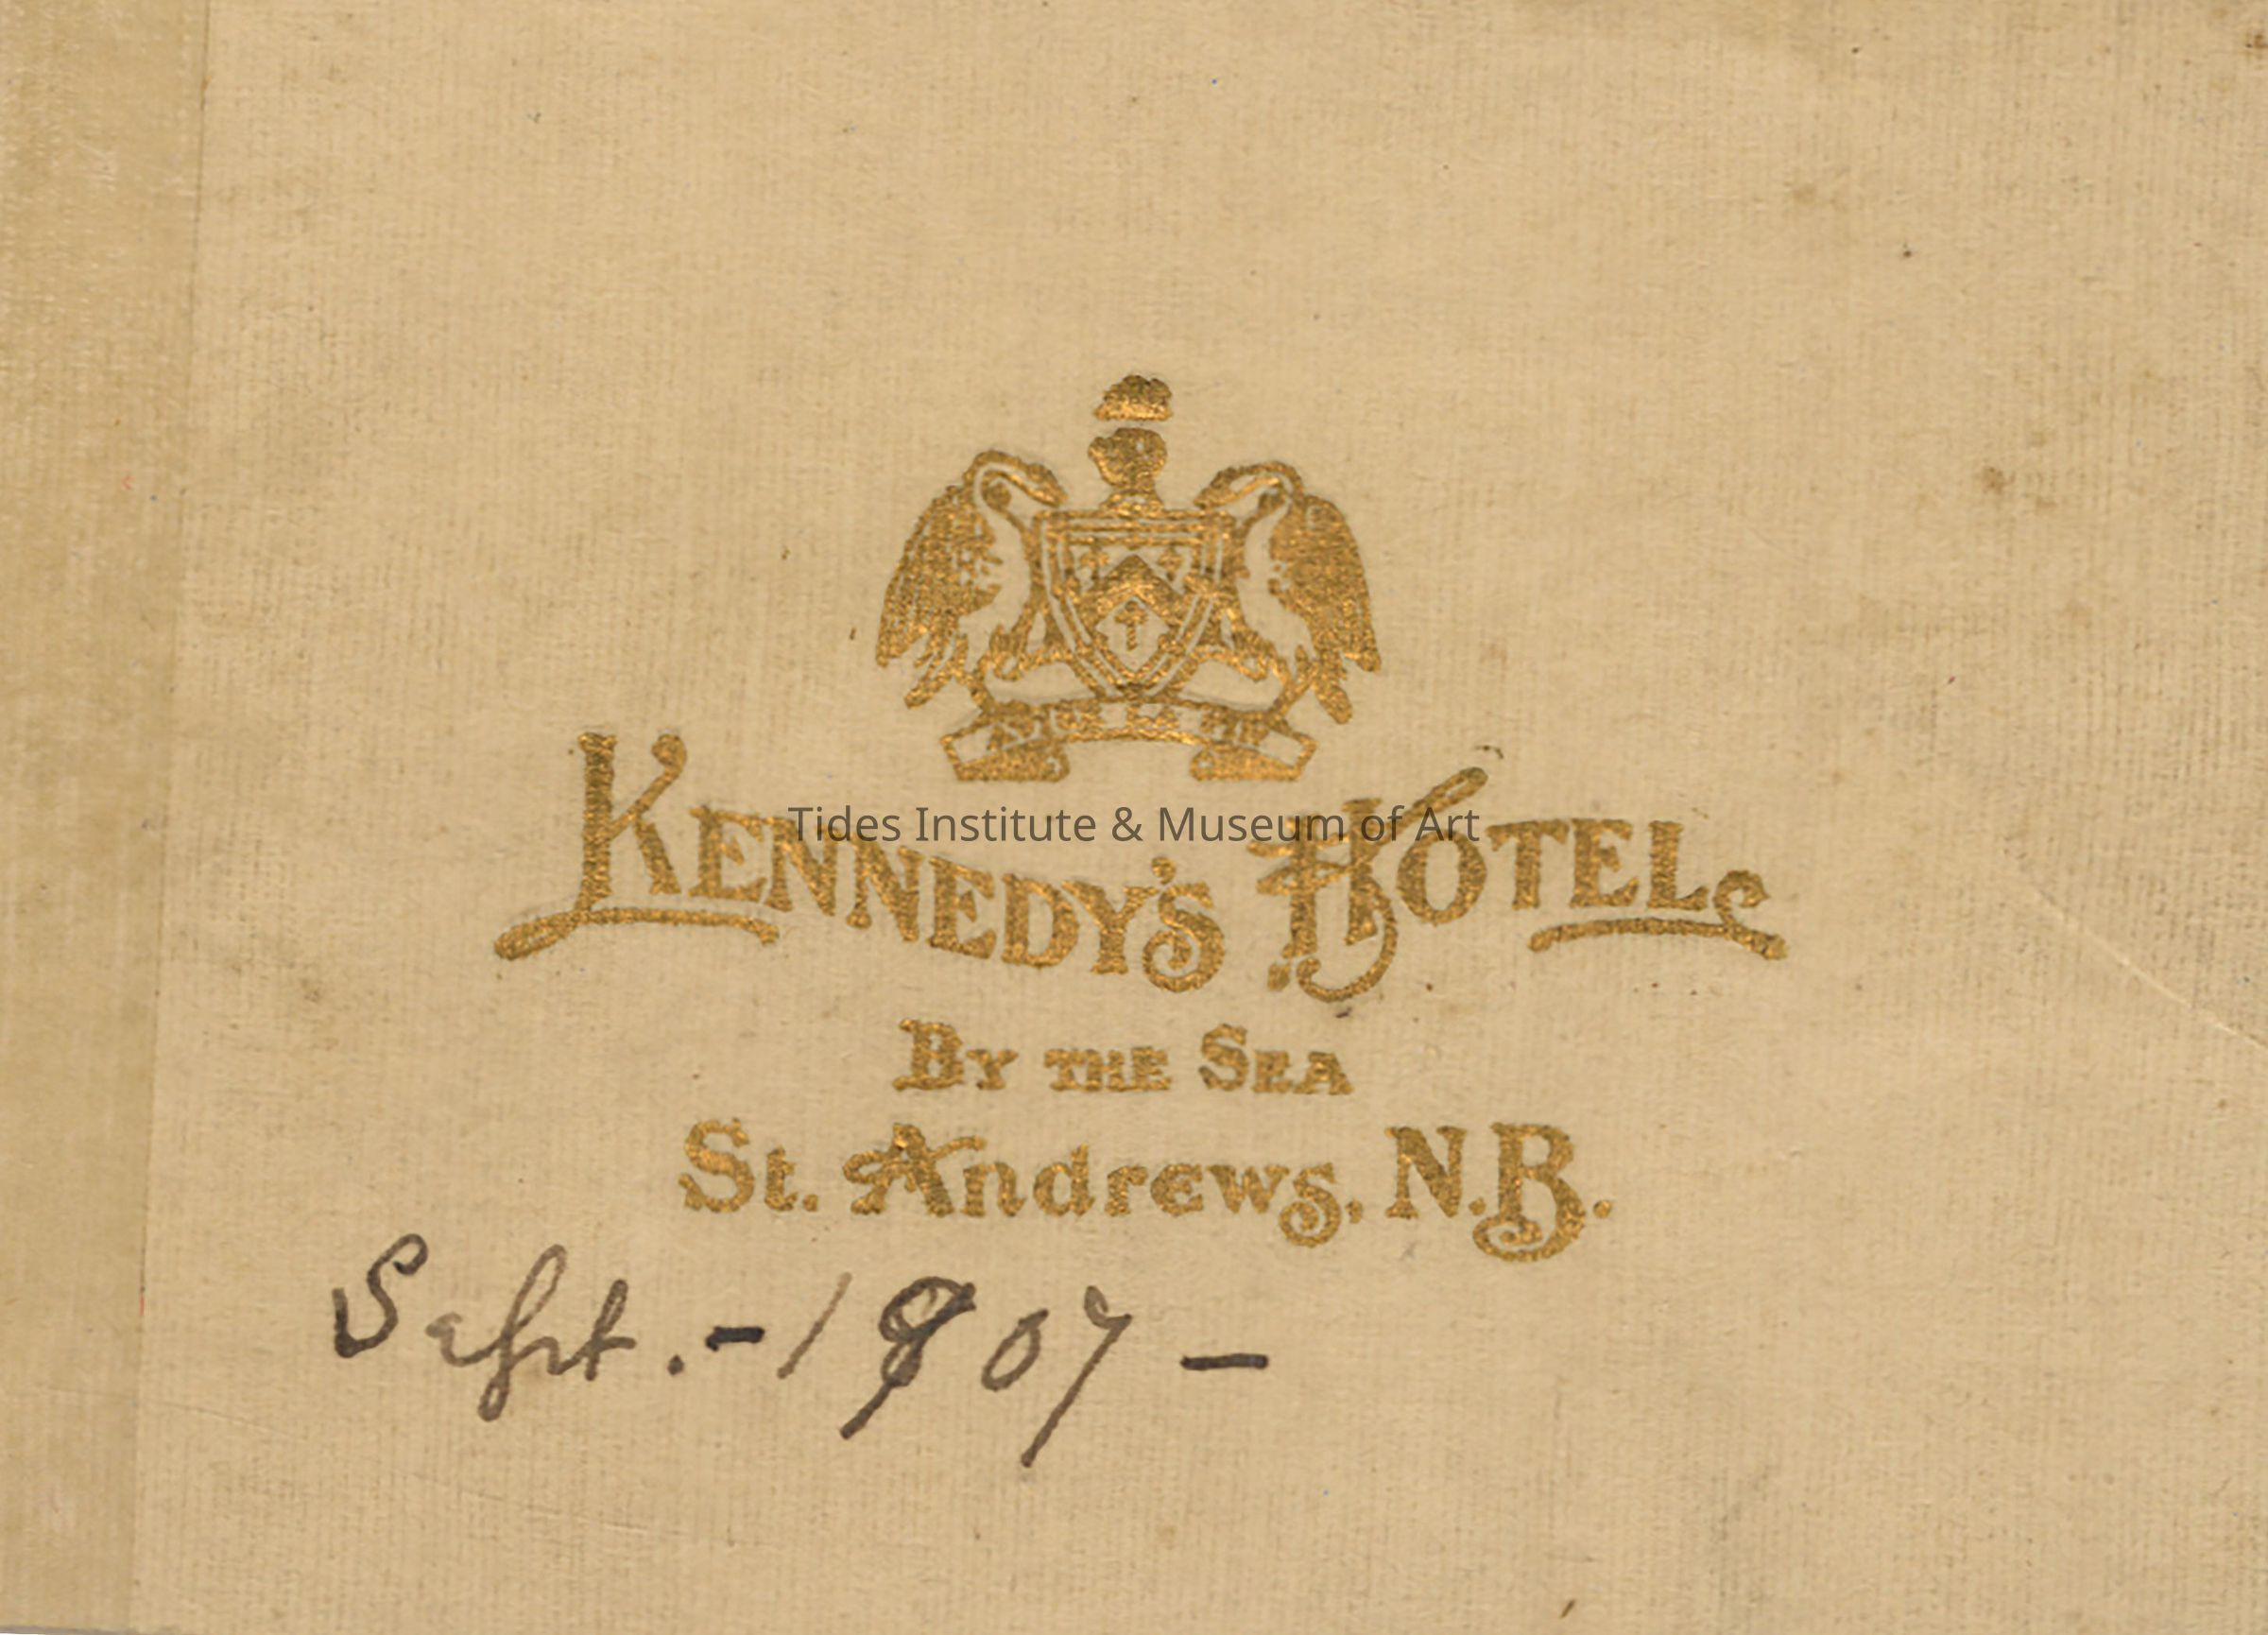 Tides Institute & Museum of Art
KENNEDY'S HOTEL
BY THE SEA
St. Andrews, N.B.
Sept. - 1907 -